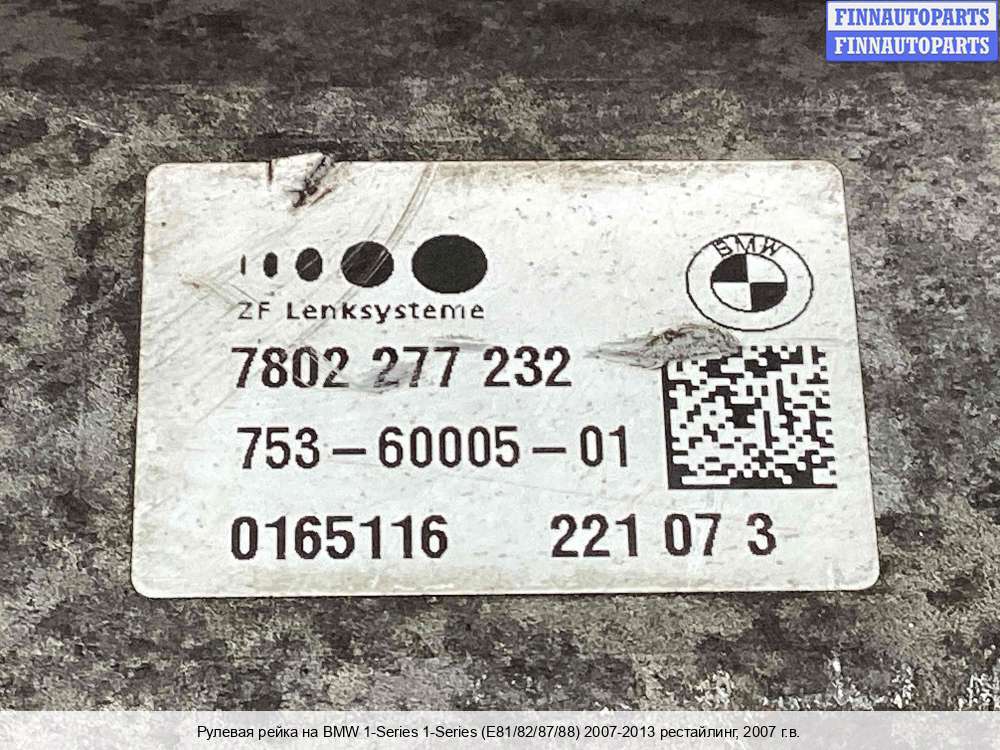 FINNAUTOPARTS
FINNAUTOPARTS
BMW
ZF Lenksysteme
7802 277 232
753-60005-01
0165116 221 07 3
Рулевая рейка на BMW 1-Series 1-Series (E81/82/87/88) 2007-2013 рестайлинг, 2007 г.в.